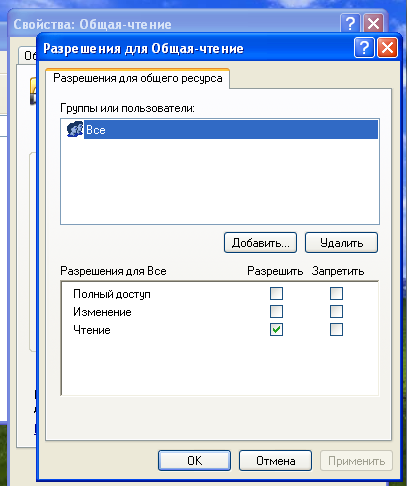 Свойства: Общая-чтение
Разрешения для Общая-чтение
Об
Разрешения для общего ресурса
Группы или пользователи:
Все
Добавить...
Удалить
Разрешения для Все
Разрешить
Запретить
Полный доступ
Изменение
Чтение
OK
Отмена
Применить